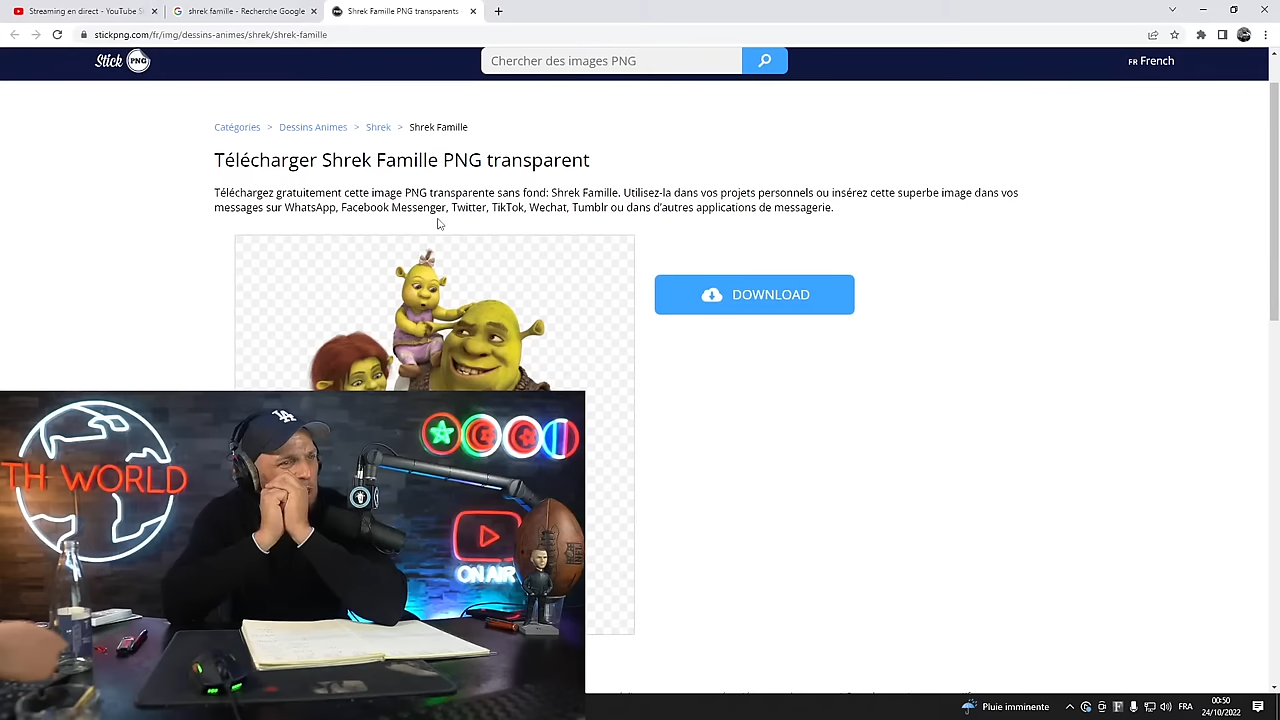 Streaming en direct - YouTube S
shrek famille - Recherche Google
Shrek Famille PNG transparents
stickpng.com/fr/img/dessins-animes/shrek/shrek-famille
Stick PNG
Chercher des images PNG
FR French
Catégories > Dessins Animes > Shrek > Shrek Famille
Télécharger Shrek Famille PNG transparent
Téléchargez gratuitement cette image PNG transparente sans fond: Shrek Famille. Utilisez-la dans vos projets personnels ou insérez cette superbe image dans vos
messages sur WhatsApp, Facebook Messenger, Twitter, TikTok, Wechat, Tumblr ou dans d'autres applications de messagerie.
DOWNLOAD
LA
TH WORLD
ON AIR
Pluie imminente
FRA
00:50
24/10/2022